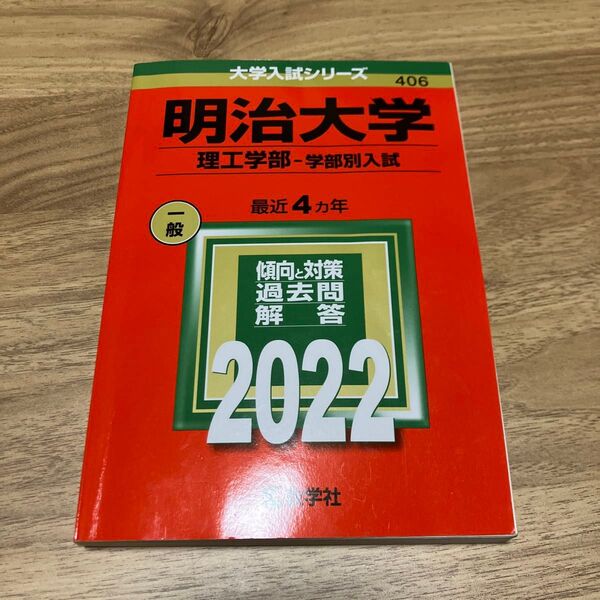 大学入試シリーズ
406
明治大学
理工学部-学部別入試
最近4カ年
一般
傾向と対策
過去問
解答
2022
学社